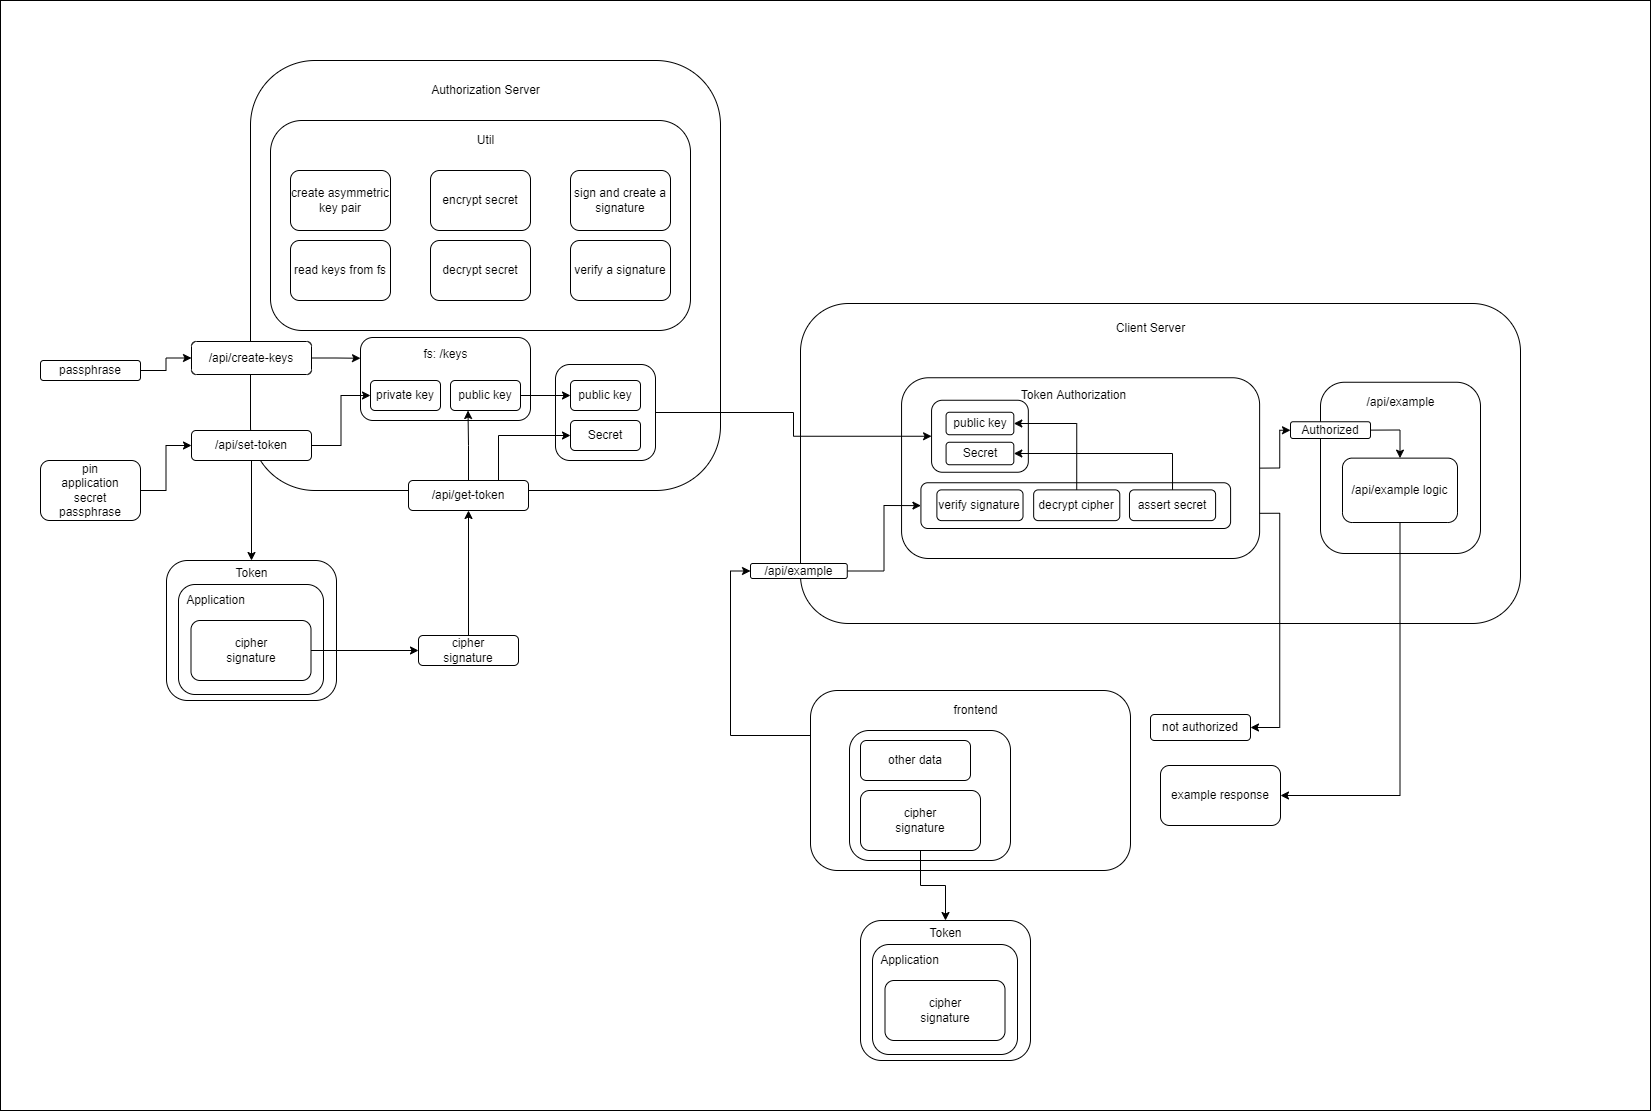 Authorization Server
Util
create asymmetric
key pair
encrypt secret
sign and create a
signature
read keys from fs
decrypt secret
verify a signature
passphrase
/api/create-keys
fs: /keys
private key
public key
public key
Secret
/api/set-token
pin
application
secret
passphrase
/api/get-token
Token
Application
cipher
signature
cipher
signature
Client Server
Token Authorization
public key
Secret
verify signature
decrypt cipher
assert secret
/api/example
Authorized
/api/example logic
/api/example
frontend
other data
cipher
signature
not authorized
example response
Token
Application
cipher
signature